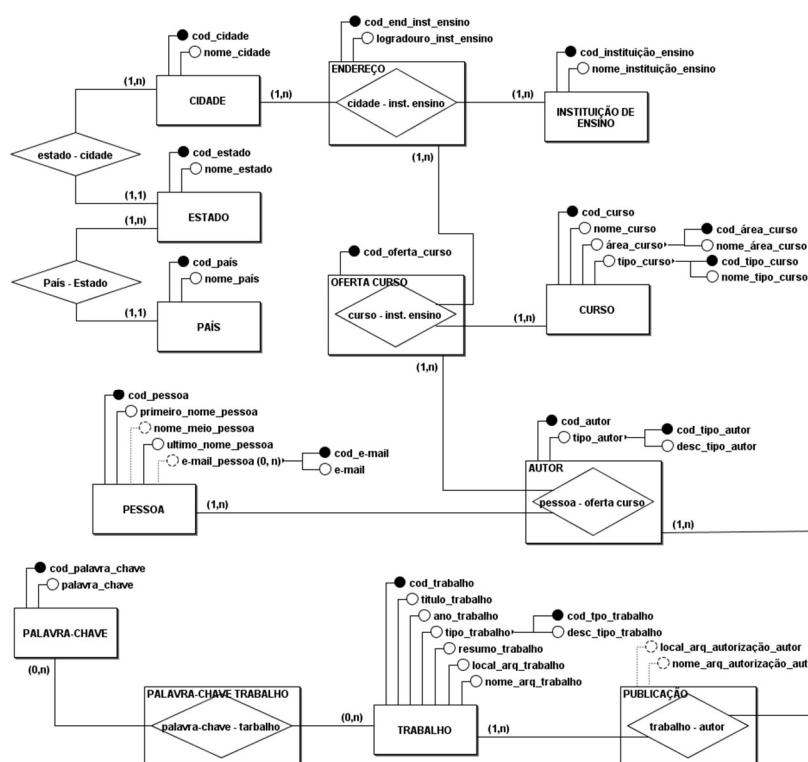 cod_cidade
nome_cidade
(1,n)
CIDADE
(1,n)
cod_end_inst_ensino
logradouro_inst_ensino
ENDEREÇO
cidade - inst. ensino
(1,n)
(1,n)
cod_instituição_ensino
nome_instituição_ensino
INSTITUIÇÃO DE
ENSINO
estado - cidade
cod_estado
nome_estado
(1,1)
(1,n)
ESTADO
País - Estado
cod_país
nome_país
(1,1)
PAÍS
cod_oferta_curso
OFERTA CURSO
curso - inst. ensino
(1,n)
(1,n)
cod_curso
nome_curso
área_curso
cod_área_curso
nome_área_curso
tipo_curso
cod_tipo_curso
nome_tipo_curso
CURSO
cod_pessoa
primeiro_nome_pessoa
nome_meio_pessoa
ultimo_nome_pessoa
e-mail_pessoa (0, n)
cod_e-mail
e-mail
PESSOA
(1,n)
cod_autor
tipo_autor
cod_tipo_autor
desc_tipo_autor
AUTOR
pessoa - oferta curso
(1,n)
cod_palavra_chave
palavra_chave
PALAVRA-CHAVE
(0,n)
PALAVRA-CHAVE TRABALHO
palavra-chave - tarbalho
(0,n)
cod_trabalho
titulo_trabalho
ano_trabalho
tipo_trabalho
cod_tpo_trabalho
desc_tipo_trabalho
resumo_trabalho
local_arq_trabalho
nome_arq_trabalho
TRABALHO
(1,n)
local_arq_autorização_autor
nome_arq_autorização_aut
PUBLICAÇÃO
trabalho - autor